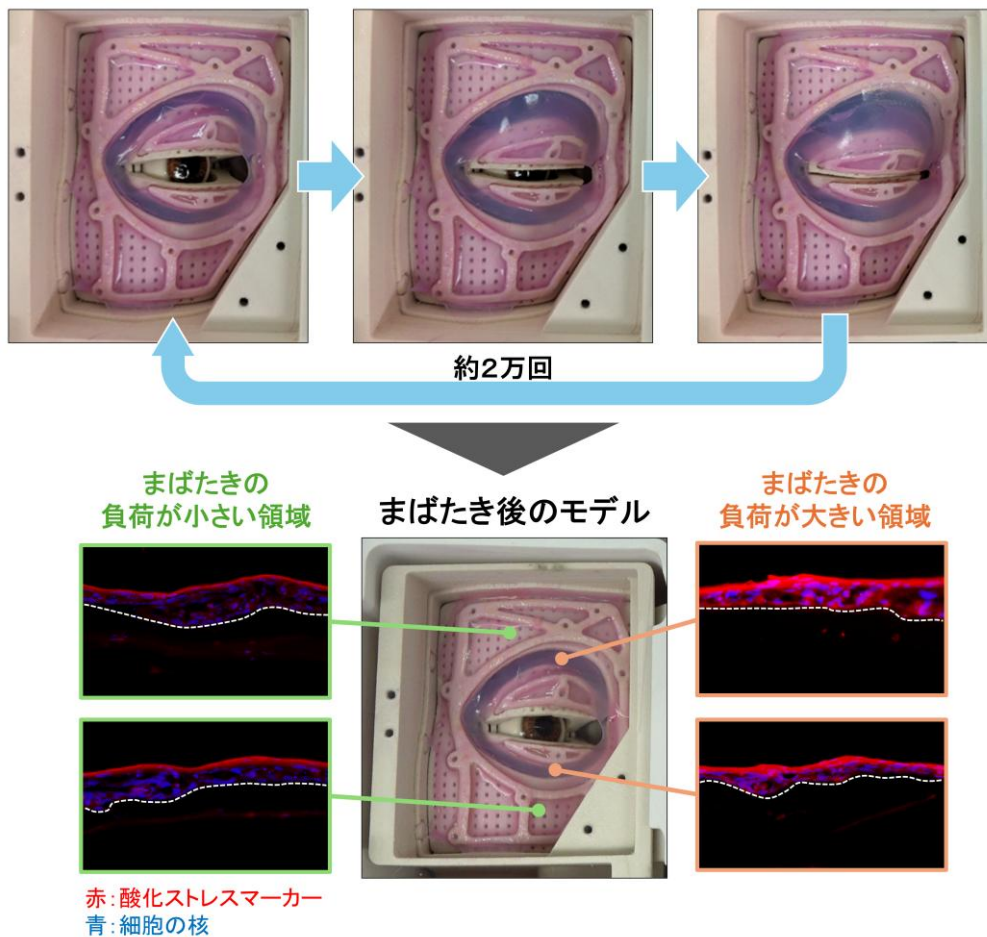 約2万回
まばたきの
負荷が小さい領域
まばたき後のモデル
まばたきの
負荷が大きい領域
赤:酸化ストレスマーカー
青:細胞の核